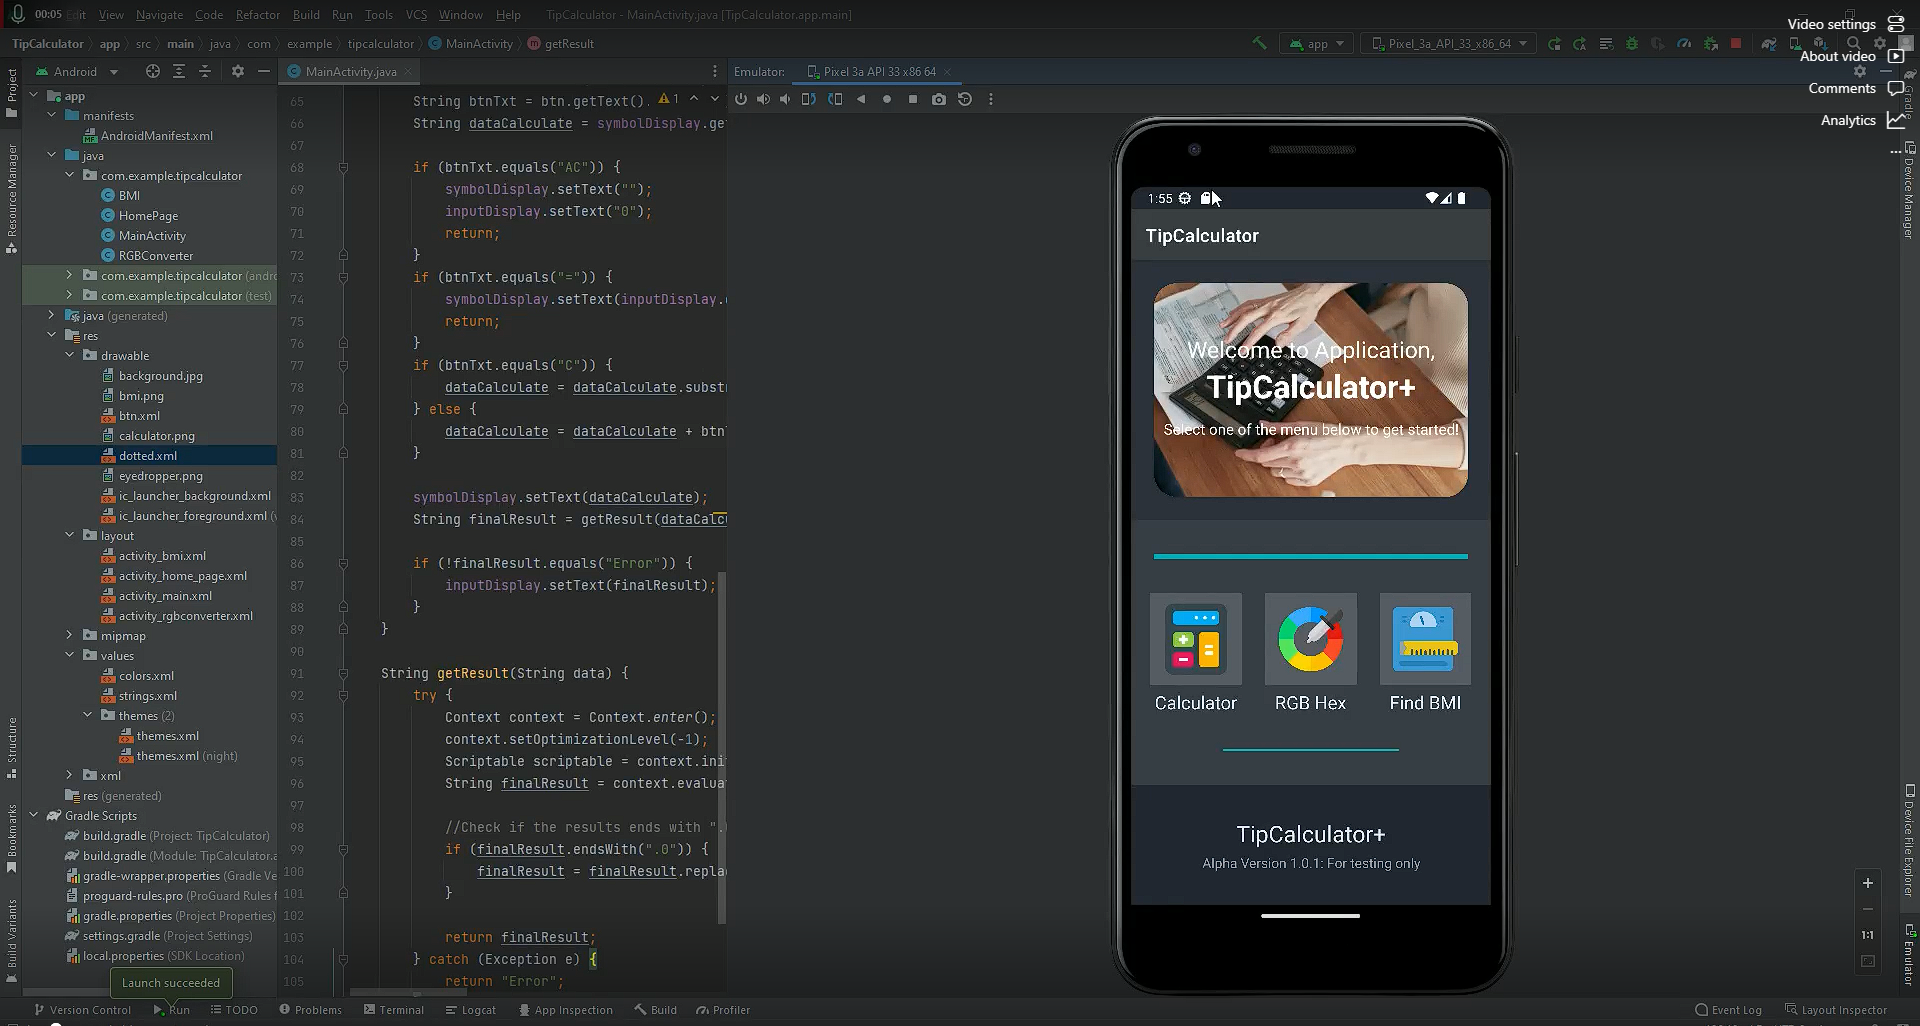 00:05 Edit View Navigate Code Refactor Build Run Tools VCS Window Help TipCalculator - MainActivity.java [TipCalculator.app.main]
Video settings
TipCalculator app src main java com example tipcalculator MainActivity getResult
app Pixel_3a_API_33_x86_64
About video
Comments
Analytics
Project
Resource Manager
Structure
Bookmarks
Build Variants
Android
app
manifests
AndroidManifest.xml
java
com.example.tipcalculator
BMI
HomePage
MainActivity
RGBConverter
com.example.tipcalculator (andro
com.example.tipcalculator (test)
java (generated)
res
drawable
background.jpg
bmi.png
btn.xml
calculator.png
dotted.xml
eyedropper.png
ic_launcher_background.xml
ic_launcher_foreground.xml (v
layout
activity_bmi.xml
activity_home_page.xml
activity_main.xml
activity_rgbconverter.xml
mipmap
values
colors.xml
strings.xml
themes (2)
themes.xml
themes.xml (night)
xml
res (generated)
Gradle Scripts
build.gradle (Project: TipCalculator)
build.gradle (Module: TipCalculator.a
gradle-wrapper.properties (Gradle Ve
proguard-rules.pro (ProGuard Rules f
gradle.properties (Project Properties)
settings.gradle (Project Settings)
local.properties (SDK Location)
Launch succeeded
MainActivity.java
1
65 String btnTxt = btn.getText().
66 String dataCalculate = symbolDisplay.get
67
68 if (btnTxt.equals("AC")) {
69 symbolDisplay.setText("");
70 inputDisplay.setText("0");
71 return;
72 }
73 if (btnTxt.equals("=")) {
74 symbolDisplay.setText(inputDisplay.
75 return;
76 }
77 if (btnTxt.equals("C")) {
78 dataCalculate = dataCalculate.subst
79 } else {
80 dataCalculate = dataCalculate + btn
81 }
82
83 symbolDisplay.setText(dataCalculate);
84 String finalResult = getResult(dataCalcu
85
86 if (!finalResult.equals("Error")) {
87 inputDisplay.setText(finalResult);
88 }
89 }
90
91 String getResult(String data) {
92 try {
93 Context context = Context.enter();
94 context.setOptimizationLevel(-1);
95 Scriptable scriptable = context.ini
96 String finalResult = context.evalua
97
98 //Check if the results ends with ".
99 if (finalResult.endsWith(".0")) {
100 finalResult = finalResult.repla
101 }
102
103 return finalResult;
104 } catch (Exception e) {
105 return "Error";
Emulator: Pixel 3a API 33 x86 64
1:55
TipCalculator
Welcome to Application,
TipCalculator+
Select one of the menu below to get started!
Calculator RGB Hex Find BMI
TipCalculator+
Alpha Version 1.0.1: For testing only
1:1
Gradle
Device Manager
Device File Explorer
Emulator
Version Control Run TODO Problems Terminal Logcat App Inspection Build Profiler Event Log Layout Inspector